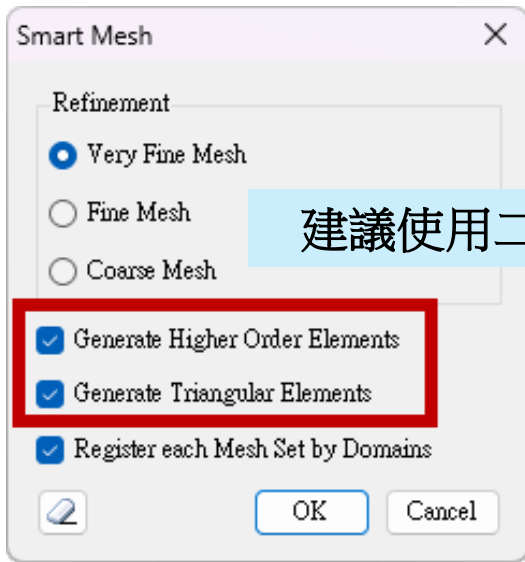 Smart Mesh
Refinement
Very Fine Mesh
Fine Mesh
建議使用二
Coarse Mesh
Generate Higher Order Elements
Generate Triangular Elements
Register each Mesh Set by Domains
OK
Cancel